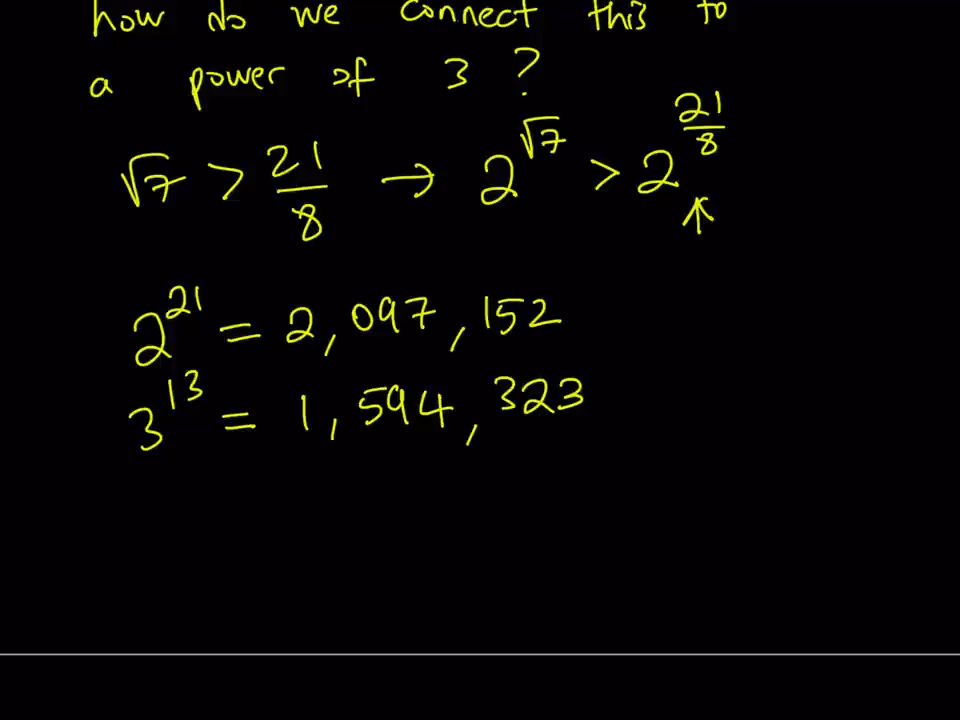 how do we connect this to
a power of 3 ?
√7 > 21/8 → 2^√7 > 2^(21/8)
↑
2^21 = 2,097,152
3^13 = 1,594,323